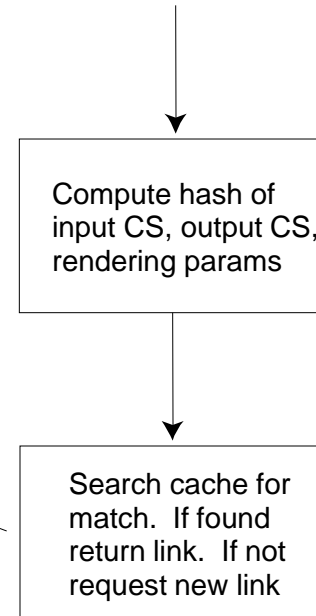 Compute hash of
input CS, output CS,
rendering params
Search cache for
match.  If found
return link.  If not
request new link